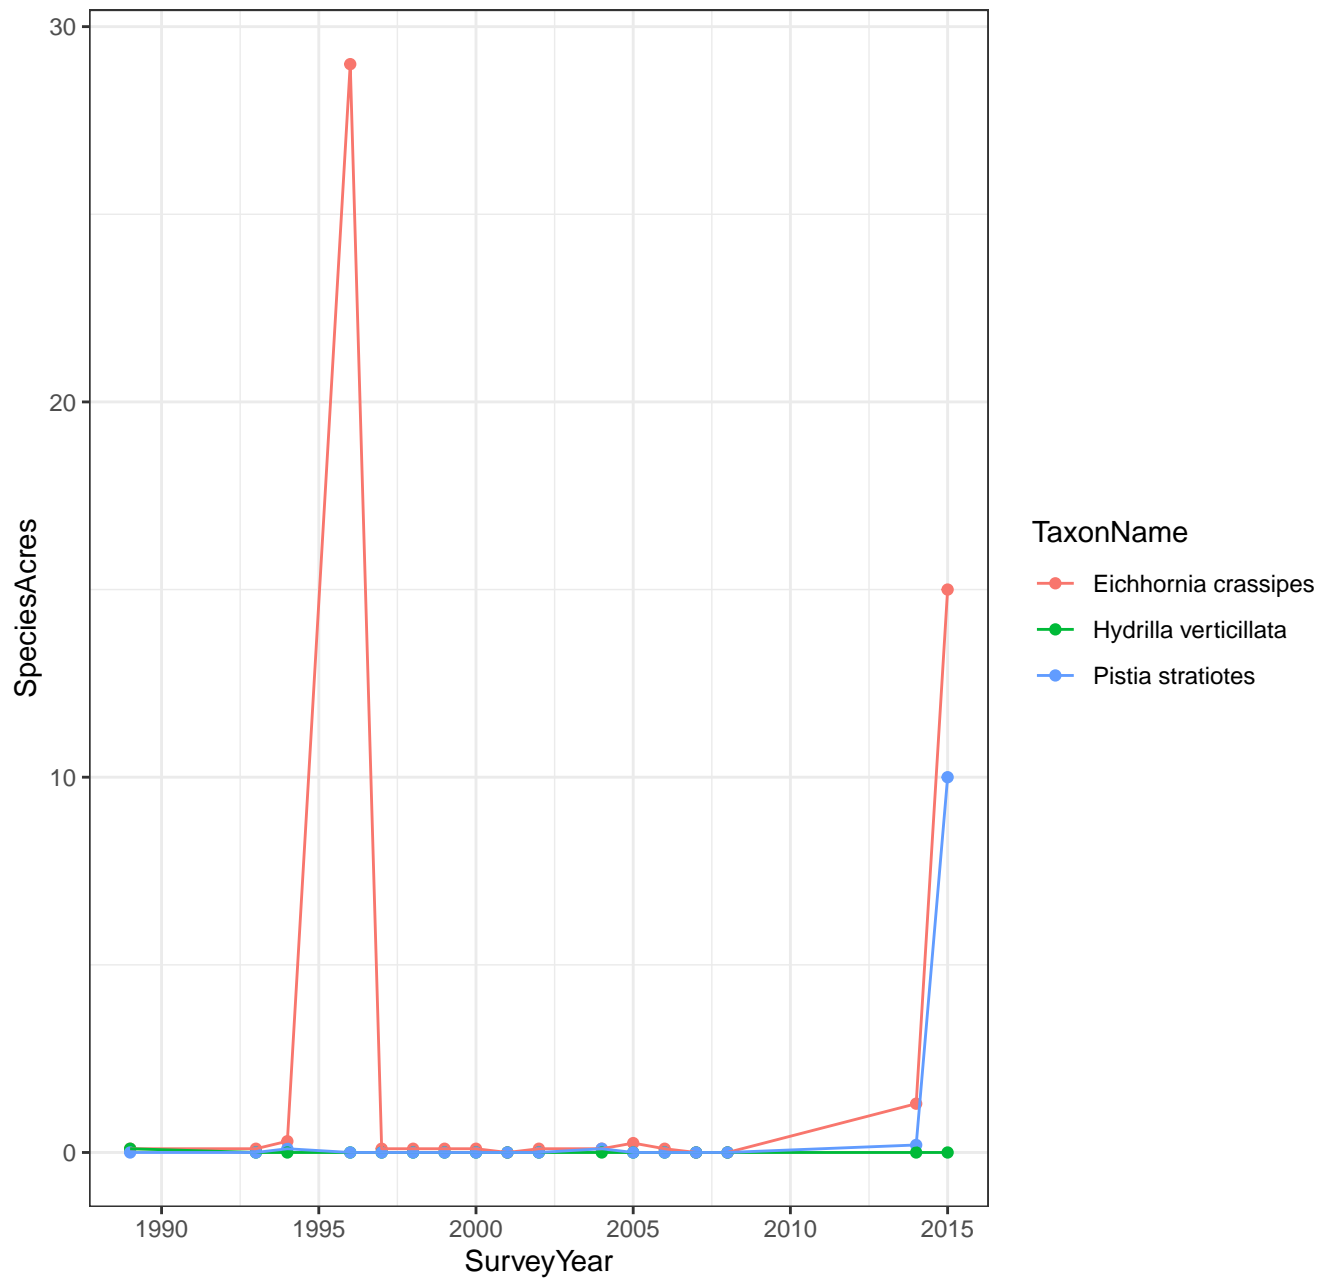 30
20
10
0
SpeciesAcres
1990 1995 2000 2005 2010 2015
SurveyYear
TaxonName
Eichhornia crassipes
Hydrilla verticillata
Pistia stratiotes